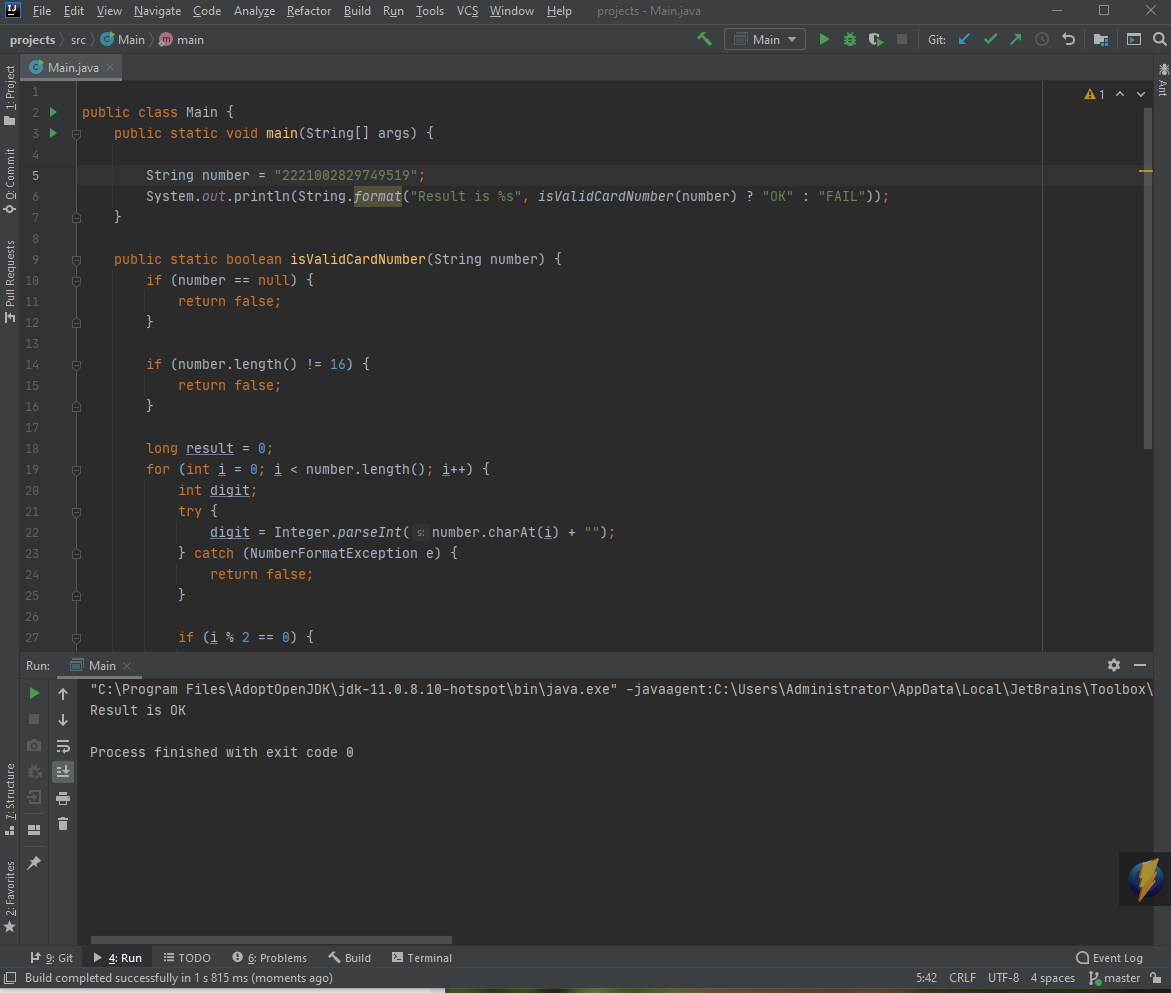 File Edit View Navigate Code Analyze Refactor Build Run Tools VCS Window Help projects - Main.java
projects src Main main
Main Git:
Main.java
1: Project
0: Commit
Pull Requests
7: Structure
2: Favorites
Ant
1
1
2 public class Main {
3 public static void main(String[] args) {
4
5 String number = "2221002829749519";
6 System.out.println(String.format("Result is %s", isValidCardNumber(number) ? "OK" : "FAIL"));
7 }
8
9 public static boolean isValidCardNumber(String number) {
10 if (number == null) {
11 return false;
12 }
13
14 if (number.length() != 16) {
15 return false;
16 }
17
18 long result = 0;
19 for (int i = 0; i < number.length(); i++) {
20 int digit;
21 try {
22 digit = Integer.parseInt( s: number.charAt(i) + "");
23 } catch (NumberFormatException e) {
24 return false;
25 }
26
27 if (i % 2 == 0) {
Run: Main
"C:\Program Files\AdoptOpenJDK\jdk-11.0.8.10-hotspot\bin\java.exe" -javaagent:C:\Users\Administrator\AppData\Local\JetBrains\Toolbox\
Result is OK
Process finished with exit code 0
9: Git 4: Run TODO 6: Problems Build Terminal Event Log
Build completed successfully in 1 s 815 ms (moments ago) 5:42 CRLF UTF-8 4 spaces master